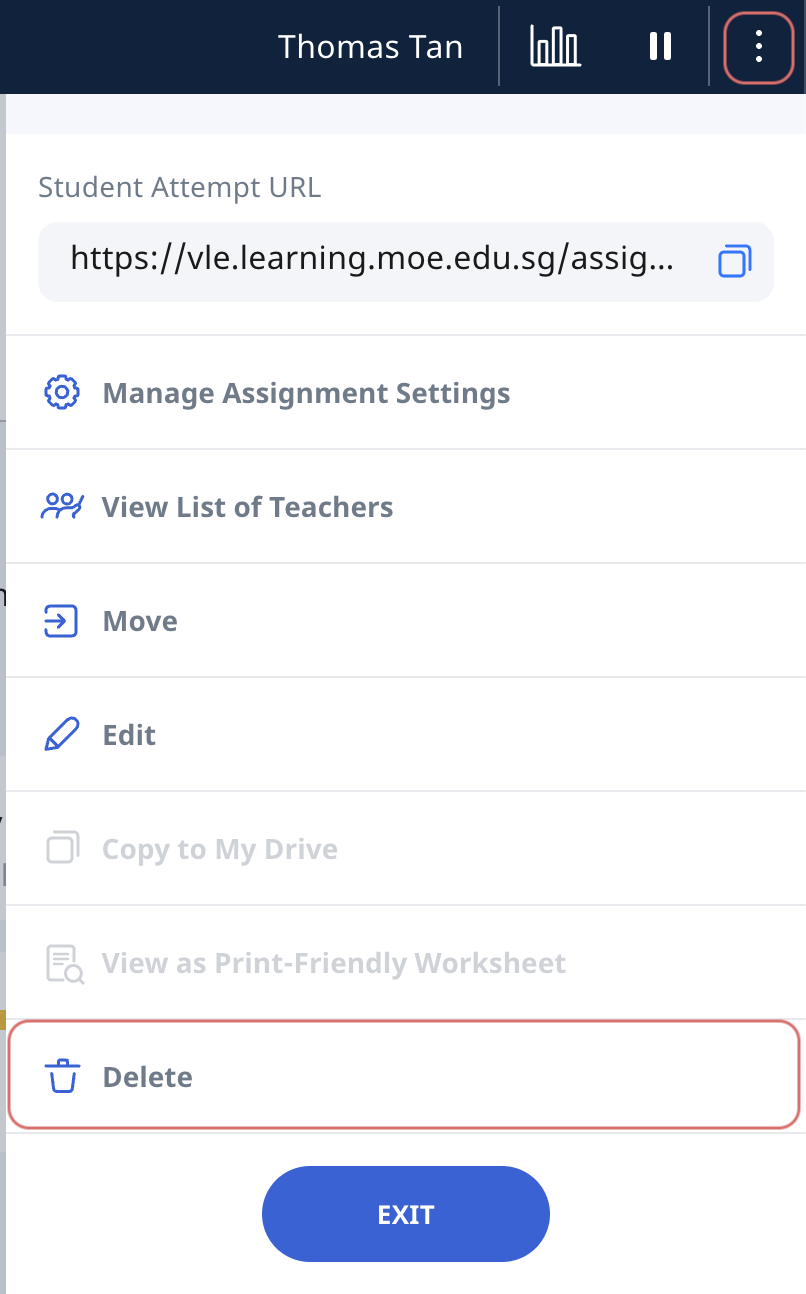 Thomas Tan
Student Attempt URL
https://vle.learning.moe.edu.sg/assig...
Manage Assignment Settings
View List of Teachers
Move
Edit
Copy to My Drive
View as Print-Friendly Worksheet
Delete
EXIT